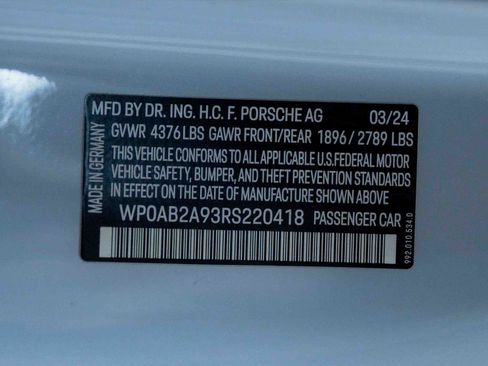 MFD BY DR. ING. H.C. F. PORSCHE AG 03/24
GVWR 4376 LBS GAWR FRONT/REAR 1896/2789 LBS
THIS VEHICLE CONFORMS TO ALL APPLICABLE U.S. FEDERAL MOTOR
VEHICLE SAFETY, BUMPER, AND THEFT PREVENTION STANDARDS
IN EFFECT ON THE DATE OF MANUFACTURE SHOWN ABOVE
WP0AB2A93RS220418 PASSENGER CAR
MADE IN GERMANY
992.010.534.D